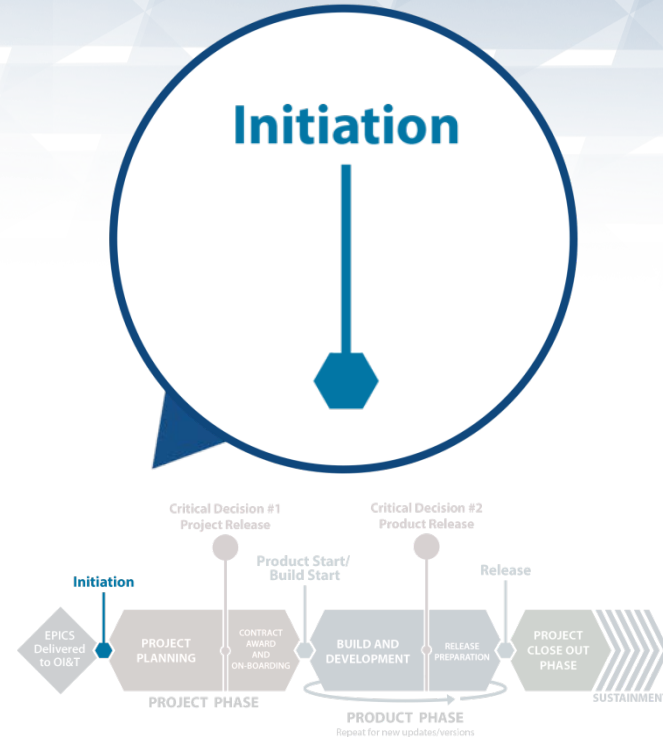 Initiation
Critical Decision #1
Project Release
Critical Decision #2
Product Release
Product Start/
Build Start
Release
Initiation
EPICS
Delivered
to OI&T
PROJECT
PLANNING
CONTRACT
AWARD
AND
ON-BOARDING
BUILD AND
DEVELOPMENT
RELEASE
PREPARATION
PROJECT
CLOSE OUT
PHASE
SUSTAINMENT
PROJECT PHASE
PRODUCT PHASE
Repeat for new updates/versions